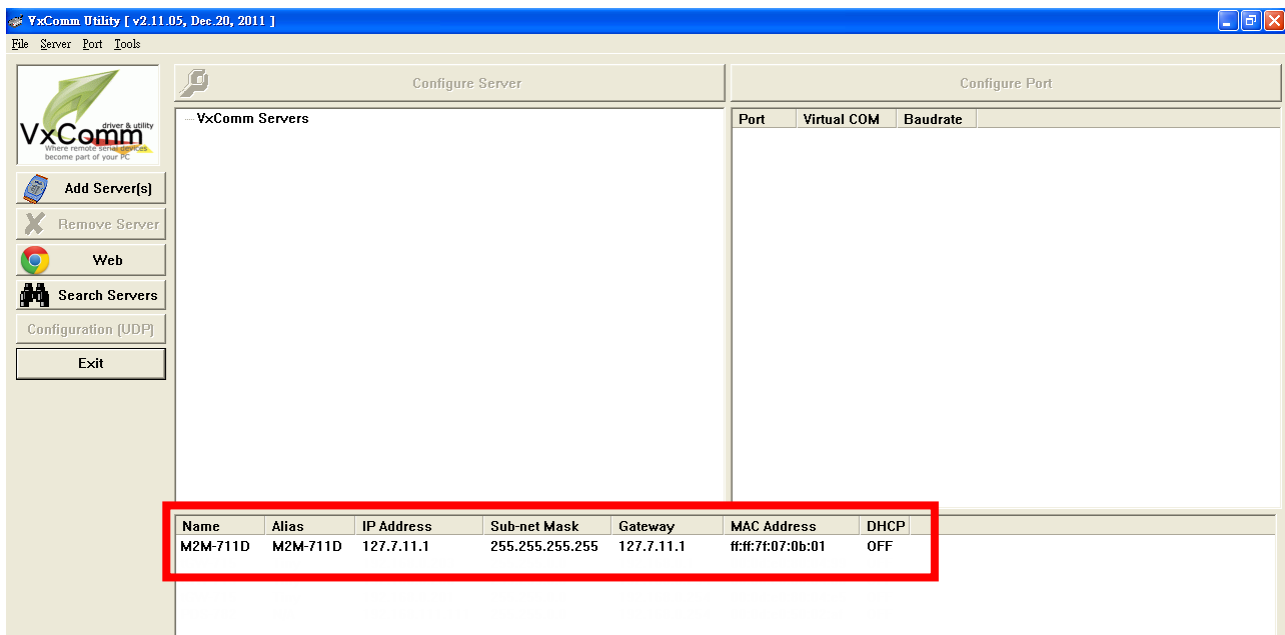 VxComm Utility [ v2.11.05, Dec.20, 2011 ]
File Server Port Tools
VxComm
driver & utility
Where remote serial devices
become part of your PC
Configure Server
Configure Port
VxComm Servers
Port Virtual COM Baudrate
Add Server(s)
Remove Server
Web
Search Servers
Configuration (UDP)
Exit
Name Alias IP Address Sub-net Mask Gateway MAC Address DHCP
M2M-711D M2M-711D 127.7.11.1 255.255.255.255 127.7.11.1 ff:ff:7f:07:0b:01 OFF